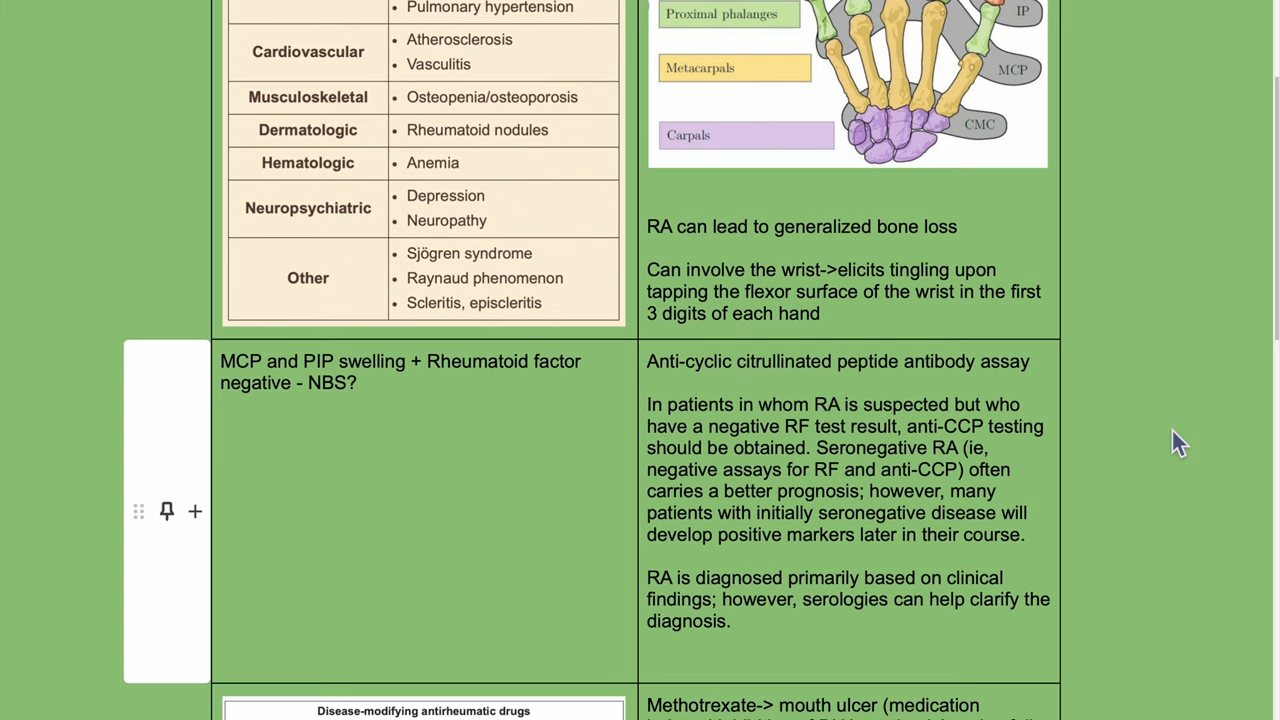 • Pulmonary hypertension
Cardiovascular
• Atherosclerosis
• Vasculitis
Musculoskeletal
• Osteopenia/osteoporosis
Dermatologic
• Rheumatoid nodules
Hematologic
• Anemia
Neuropsychiatric
• Depression
• Neuropathy
Other
• Sjögren syndrome
• Raynaud phenomenon
• Scleritis, episcleritis
Proximal phalanges
IP
Metacarpals
MCP
Carpals
CMC
RA can lead to generalized bone loss
Can involve the wrist->elicits tingling upon
tapping the flexor surface of the wrist in the first
3 digits of each hand
MCP and PIP swelling + Rheumatoid factor
negative - NBS?
Anti-cyclic citrullinated peptide antibody assay
In patients in whom RA is suspected but who
have a negative RF test result, anti-CCP testing
should be obtained. Seronegative RA (ie,
negative assays for RF and anti-CCP) often
carries a better prognosis; however, many
patients with initially seronegative disease will
develop positive markers later in their course.
RA is diagnosed primarily based on clinical
findings; however, serologies can help clarify the
diagnosis.
Disease-modifying antirheumatic drugs
Methotrexate-> mouth ulcer (medication